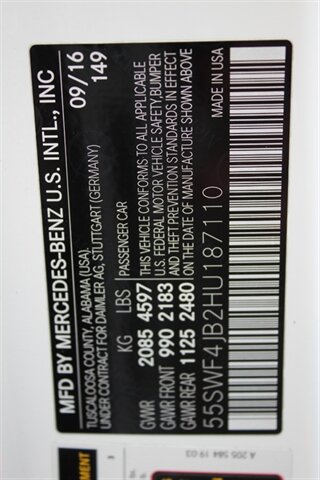 MFD BY MERCEDES-BENZ U.S. INTL., INC
TUSCALOOSA COUNTY, ALABAMA (USA).
UNDER CONTRACT FOR DAIMLER AG, STUTTGART (GERMANY)
09/16
149
KG LBS PASSENGER CAR
GVWR 2085 4597
GAWR FRONT 990 2183
GAWR REAR 1125 2480
THIS VEHICLE CONFORMS TO ALL APPLICABLE
U.S. FEDERAL MOTOR VEHICLE SAFETY,BUMPER
AND THEFT PREVENTION STANDARDS IN EFFECT
ON THE DATE OF MANUFACTURE SHOWN ABOVE
55SWF4JB2HU187110
MADE IN USA
A 205 584 19 03